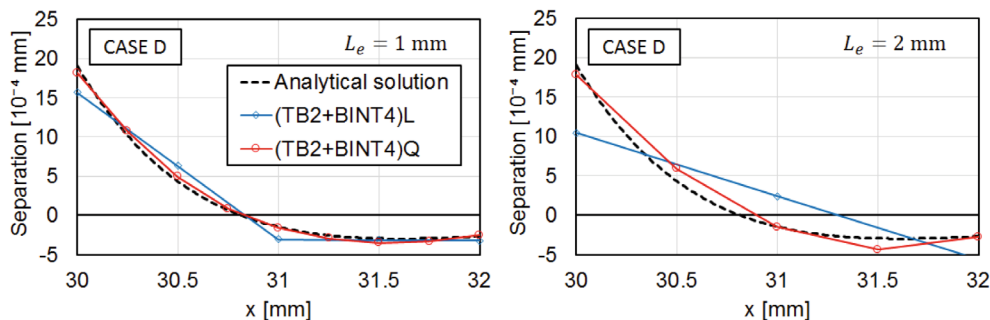 25
20
15
10
5
0
-5
Separation [10⁻⁴ mm]
CASE D
Lₑ = 1 mm
Analytical solution
(TB2+BINT4)L
(TB2+BINT4)Q
30 30.5 31 31.5 32
x [mm]
25
20
15
10
5
0
-5
Separation [10⁻⁴ mm]
CASE D
Lₑ = 2 mm
30 30.5 31 31.5 32
x [mm]